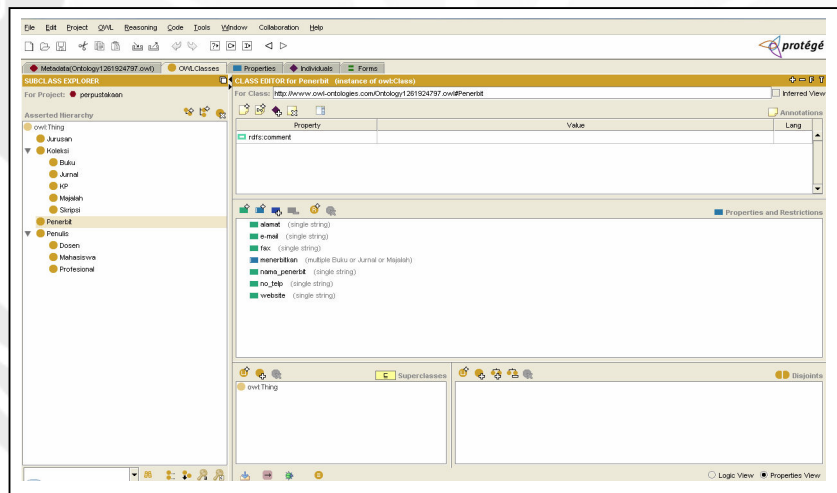 File Edit Project OWL Reasoning Code Tools Window Collaboration Help
protégé
Metadata(Ontology1261924797.owl) OWLClasses Properties Individuals Forms
SUBCLASS EXPLORER
For Project: perpustakaan
Asserted Hierarchy
owl:Thing
Jurusan
Koleksi
Buku
Jurnal
KP
Majalah
Skripsi
Penerbit
Penulis
Dosen
Mahasiswa
Profesional
CLASS EDITOR for Penerbit (instance of owl:Class)
For Class: http://www.owl-ontologies.com/Ontology1261924797.owl#Penerbit Inferred View
Annotations
Property Value Lang
rdfs:comment
Properties and Restrictions
alamat (single string)
e-mail (single string)
fax (single string)
menerbitkan (multiple Buku or Jurnal or Majalah)
nama_penerbit (single string)
no_telp (single string)
website (single string)
Superclasses
owl:Thing
Disjoints
Logic View Properties View